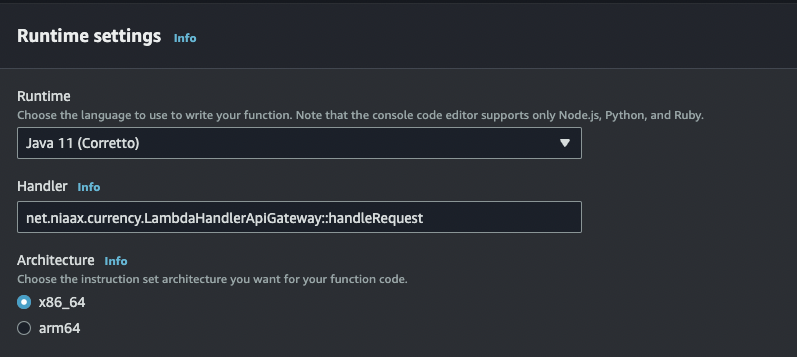 Runtime settings Info
Runtime
Choose the language to use to write your function. Note that the console code editor supports only Node.js, Python, and Ruby.
Java 11 (Corretto)
Handler Info
net.niaax.currency.LambdaHandlerApiGateway::handleRequest
Architecture Info
Choose the instruction set architecture you want for your function code.
x86_64
arm64